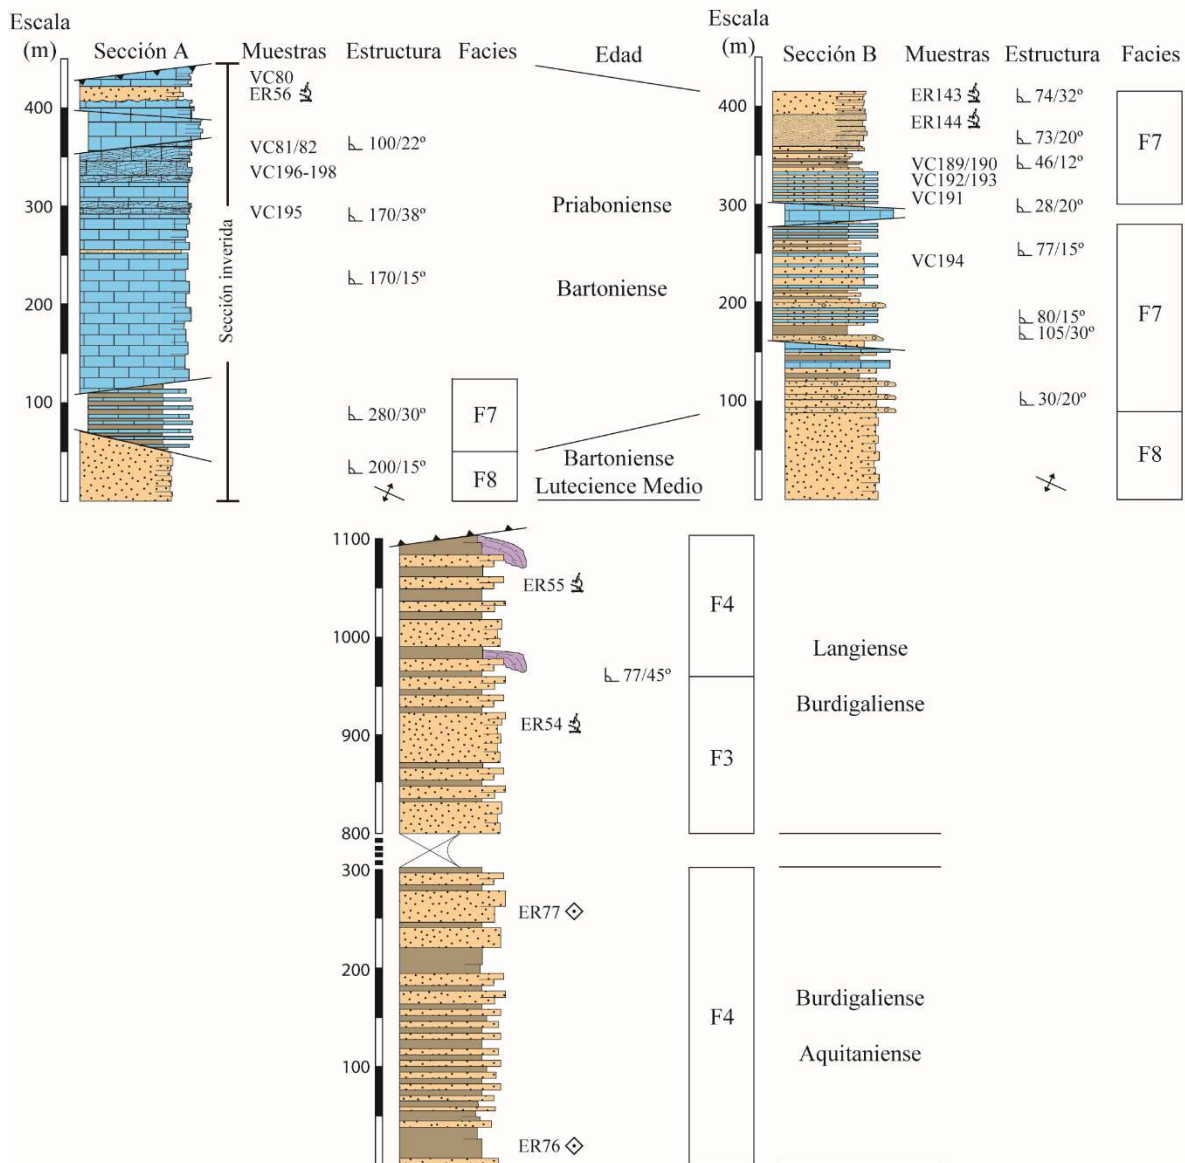 Escala
(m)
Sección A
Muestras
Estructura
Facies
Edad
Escala
(m)
Sección B
Muestras
Estructura
Facies
400
300
200
100
VC80
ER56
VC81/82
VC196-198
VC195
Sección inverida
100/22º
170/38º
170/15º
280/30º
200/15º
F7
F8
Priaboniense
Bartoniense
Bartoniense
Lutecience Medio
400
300
200
100
ER143
ER144
VC189/190
VC192/193
VC191
VC194
74/32º
73/20º
46/12º
28/20º
77/15º
80/15º
105/30º
30/20º
F7
F7
F8
1100
1000
900
800
300
200
100
ER55
ER54
ER77
ER76
77/45º
F4
F3
F4
Langiense
Burdigaliense
Burdigaliense
Aquitaniense